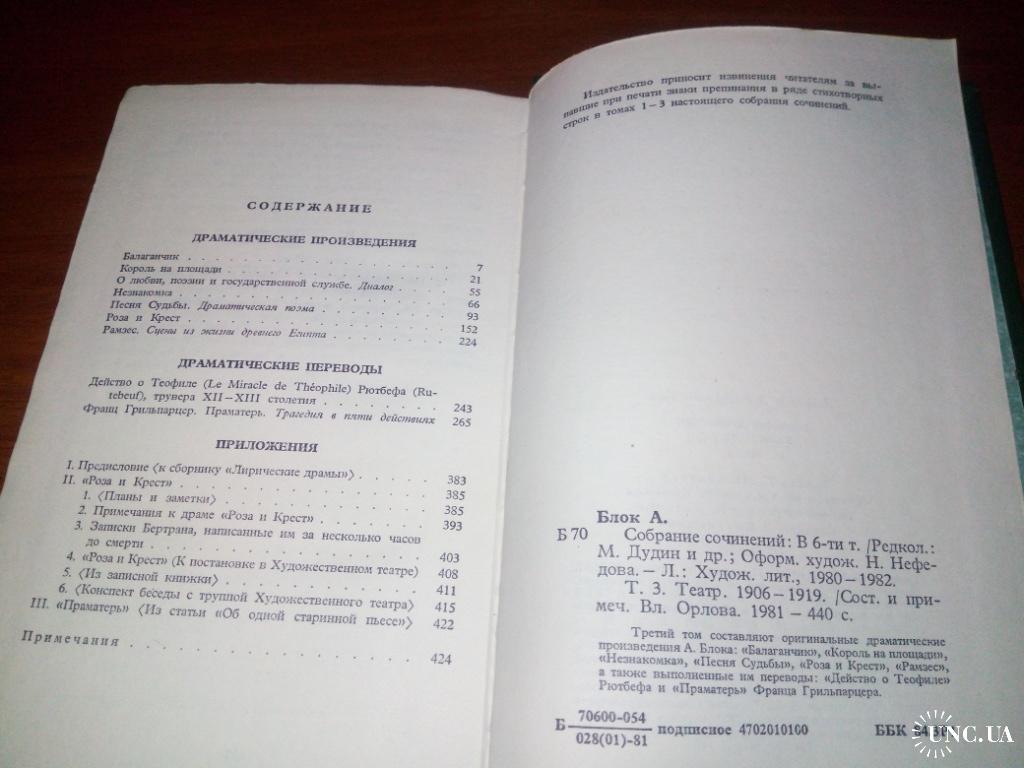 СОДЕРЖАНИЕ
ДРАМАТИЧЕСКИЕ ПРОИЗВЕДЕНИЯ
Балаганчик . . . . . . . . . . . . . . . . 7
Король на площади . . . . . . . . . . . . . 21
О любви, поэзии и государственной службе. Диалог . . . . 55
Незнакомка . . . . . . . . . . . . . . . . 66
Песня Судьбы. Драматическая поэма . . . . . . . . 93
Роза и Крест . . . . . . . . . . . . . . . 152
Рамзес. Сцены из жизни древнего Египта . . . . . . . 224
ДРАМАТИЧЕСКИЕ ПЕРЕВОДЫ
Действо о Теофиле (Le Miracle de Théophile) Рютбефа (Ru-
tebeuf), трувера XII—XIII столетия . . . . . . . . 243
Франц Грильпарцер. Праматерь. Трагедия в пяти действиях 265
ПРИЛОЖЕНИЯ
I. Предисловие ⟨к сборнику «Лирические драмы»⟩ . . . . . 383
II. «Роза и Крест» . . . . . . . . . . . . . . 385
1. ⟨Планы и заметки⟩ . . . . . . . . . . . . 385
2. Примечания к драме «Роза и Крест» . . . . . . . 393
3. Записки Бертрана, написанные им за несколько часов
до смерти . . . . . . . . . . . . . . . 403
4. «Роза и Крест» (К постановке в Художественном театре) 408
5. ⟨Из записной книжки⟩ . . . . . . . . . . . 411
6. ⟨Конспект беседы с труппой Художественного театра⟩ 415
III. «Праматерь» ⟨Из статьи «Об одной старинной пьесе»⟩ 422
Примечания . . . . . . . . . . . . . . . . 424
Издательство приносит извинения читателям за вы-
павшие при печати знаки препинания в ряде стихотворных
строк в томах 1—3 настоящего собрания сочинений.
Блок А.
Б 70 Собрание сочинений: В 6-ти т. /Редкол.:
М. Дудин и др.; Оформ. худож. Н. Нефе-
дова.— Л.: Худож. лит., 1980—1982.
Т. 3. Театр. 1906—1919. /Сост. и при-
меч. Вл. Орлова. 1981—440 с.
Третий том составляют оригинальные драматические
произведения А. Блока: «Балаганчик», «Король на площади»,
«Незнакомка», «Песня Судьбы», «Роза и Крест», «Рамзес»,
а также выполненные им переводы: «Действо о Теофиле»
Рютбефа и «Праматерь» Франца Грильпарцера.
Б 70600-054
028(01)-81 подписное 4702010100 ББК
UNC.UA